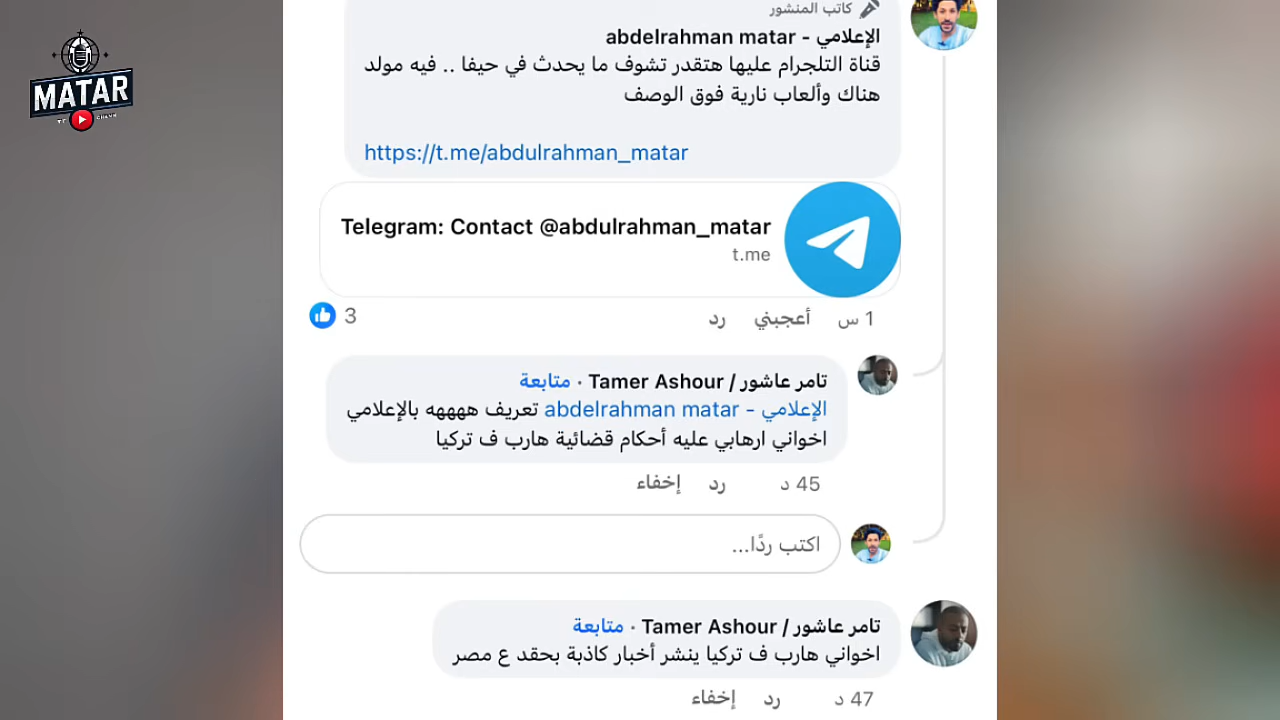 MATAR
كاتب المنشور
الإعلامي - abdelrahman matar
قناة التلجرام عليها هتقدر تشوف ما يحدث في حيفا .. فيه مولد
هناك وألعاب نارية فوق الوصف
https://t.me/abdulrahman_matar
Telegram: Contact @abdulrahman_matar
t.me
1 س أعجبني رد 3
تامر عاشور / Tamer Ashour · متابعة
الإعلامي - abdelrahman matar تعريف ههههه بالإعلامي
اخواني ارهابي عليه أحكام قضائية هارب ف تركيا
45 د رد إخفاء
اكتب ردًا...
تامر عاشور / Tamer Ashour · متابعة
اخواني هارب ف تركيا ينشر أخبار كاذبة بحقد ع مصر
47 د رد إخفاء